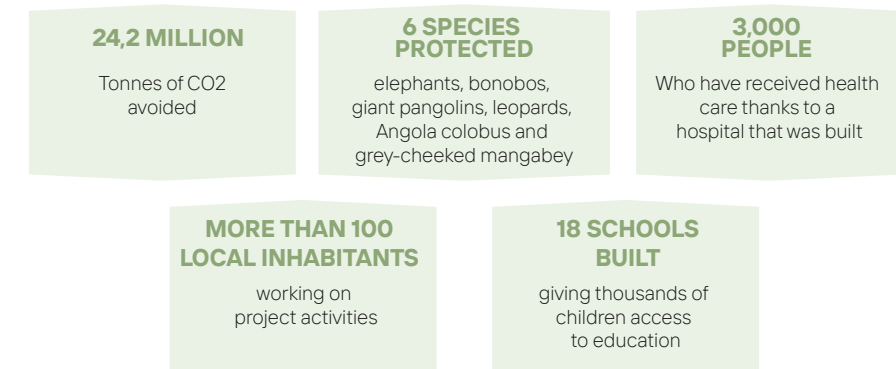 24,2 MILLION
Tonnes of CO2
avoided
6 SPECIES
PROTECTED
elephants, bonobos,
giant pangolins, leopards,
Angola colobus and
grey-cheeked mangabey
3,000
PEOPLE
Who have received health
care thanks to a
hospital that was built
MORE THAN 100
LOCAL INHABITANTS
working on
project activities
18 SCHOOLS
BUILT
giving thousands of
children access
to education